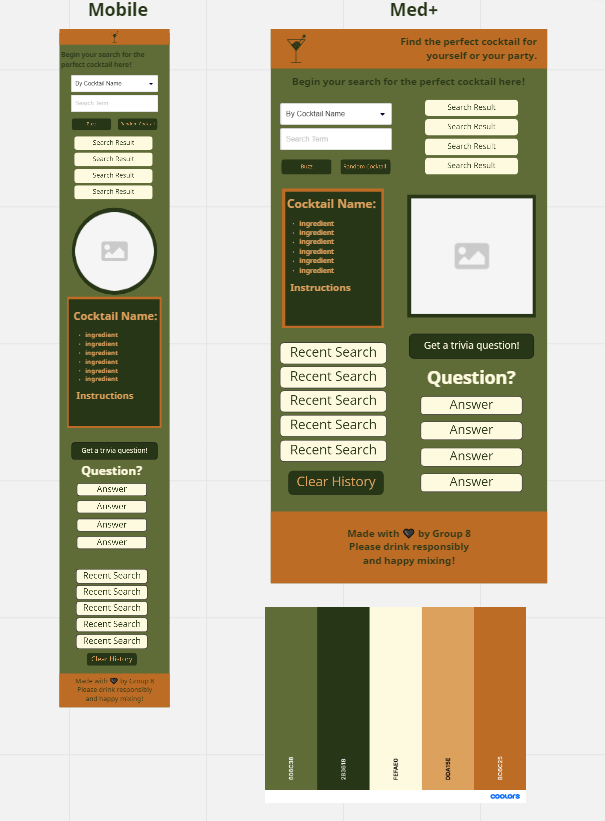 Mobile
Begin your search for the
perfect cocktail here!
By Cocktail Name
Search Term
Buzz
Random Cocktail
Search Result
Search Result
Search Result
Search Result
Cocktail Name:
· ingredient
· ingredient
· ingredient
· ingredient
· ingredient
· ingredient
Instructions
Get a trivia question!
Question?
Answer
Answer
Answer
Answer
Recent Search
Recent Search
Recent Search
Recent Search
Recent Search
Clear History
Made with by Group 8
Please drink responsibly
and happy mixing!
Med+
Find the perfect cocktail for
yourself or your party.
Begin your search for the perfect cocktail here!
By Cocktail Name
Search Term
Buzz
Random Cocktail
Search Result
Search Result
Search Result
Search Result
Cocktail Name:
· ingredient
· ingredient
· ingredient
· ingredient
· ingredient
· ingredient
Instructions
Recent Search
Recent Search
Recent Search
Recent Search
Recent Search
Clear History
Get a trivia question!
Question?
Answer
Answer
Answer
Answer
Made with by Group 8
Please drink responsibly
and happy mixing!
606C38
283618
FEFAE0
DDA15E
BC6C25
coolors